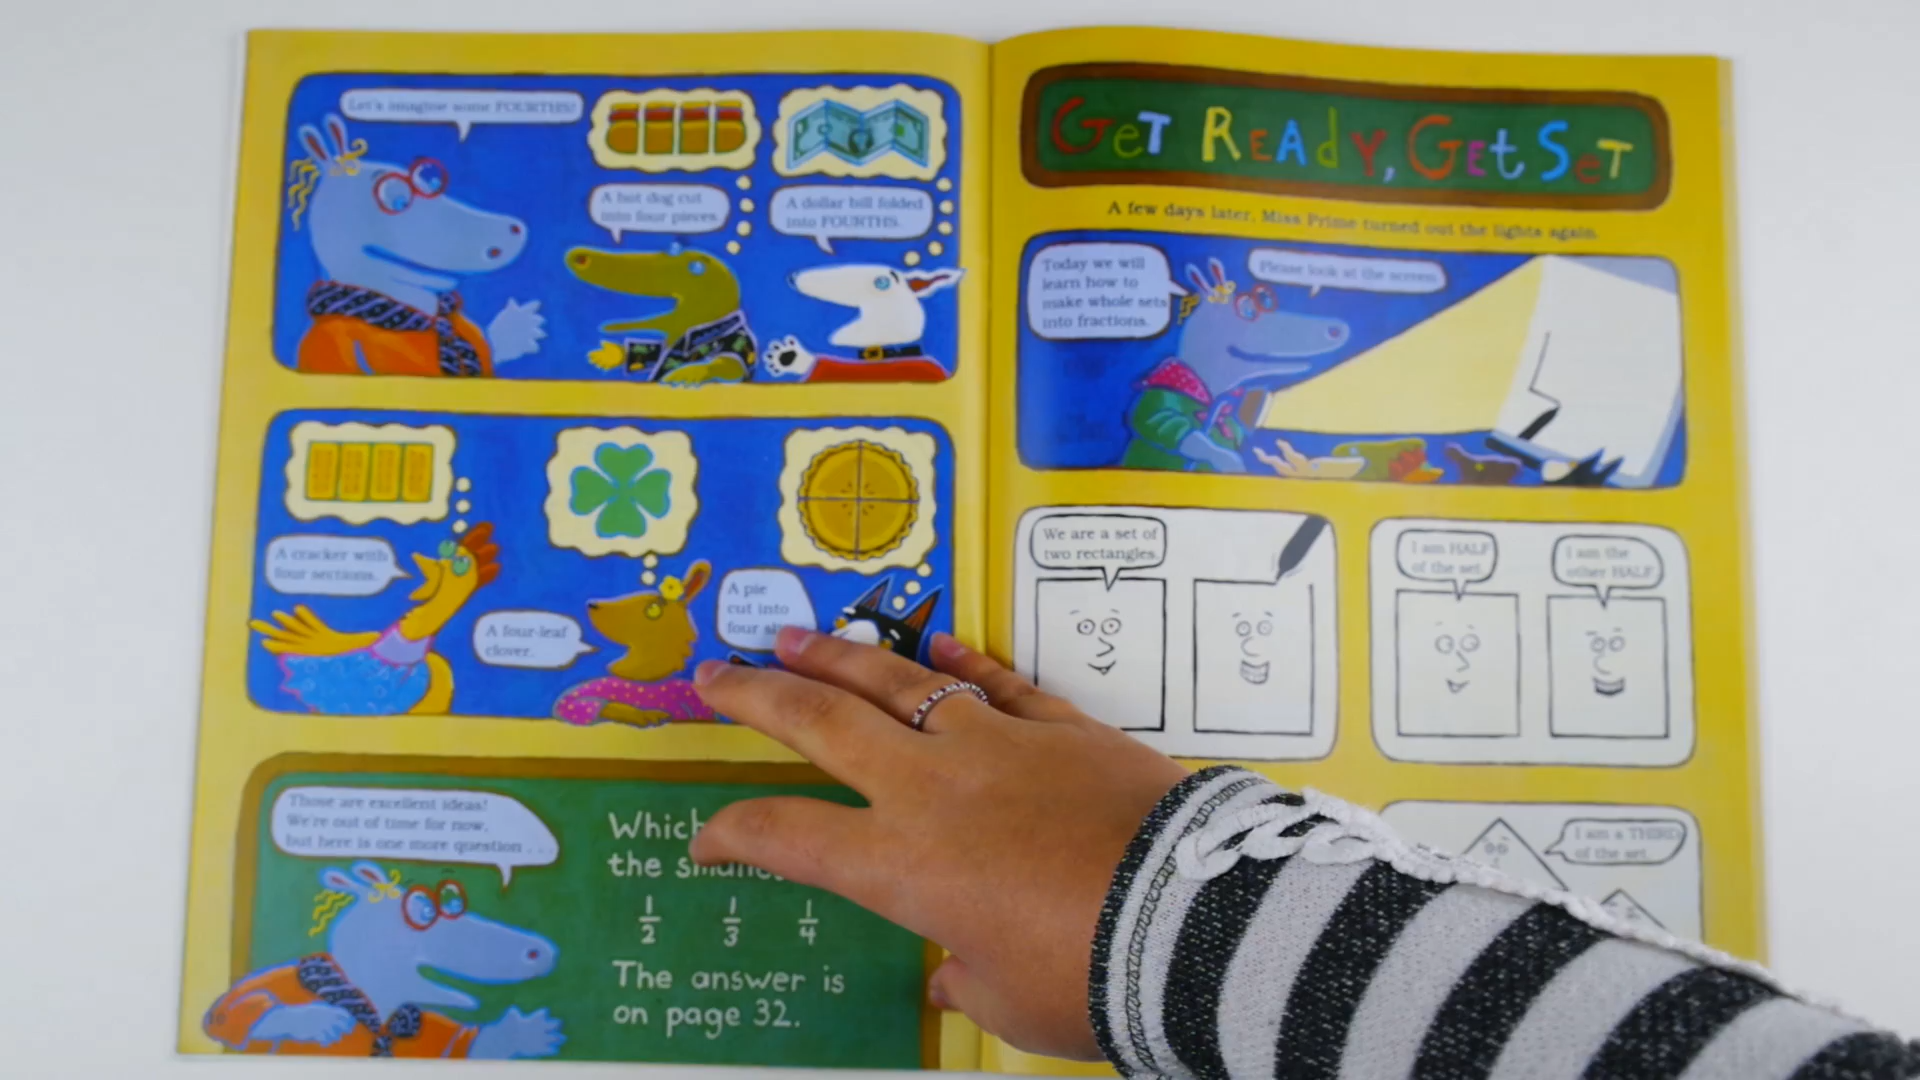 Let's imagine some FOURTHS!
A hot dog cut
into four pieces.
A dollar bill folded
into FOURTHS.
A cracker with
four sections.
A four-leaf
clover.
A pie
cut into
four
Those are excellent ideas!
We're out of time for now,
but here is one more question . . .
Which
the
1/2 1/3 1/4
The answer is
on page 32.
GeT ReAdy, GetSeT
A few days later, Miss Prime turned out the lights again.
Today we will
learn how to
make whole sets
into fractions.
Please look at the screen.
We are a set of
two rectangles.
I am HALF
of the set.
I am the
other HALF.
I am a THIRD
of the set.